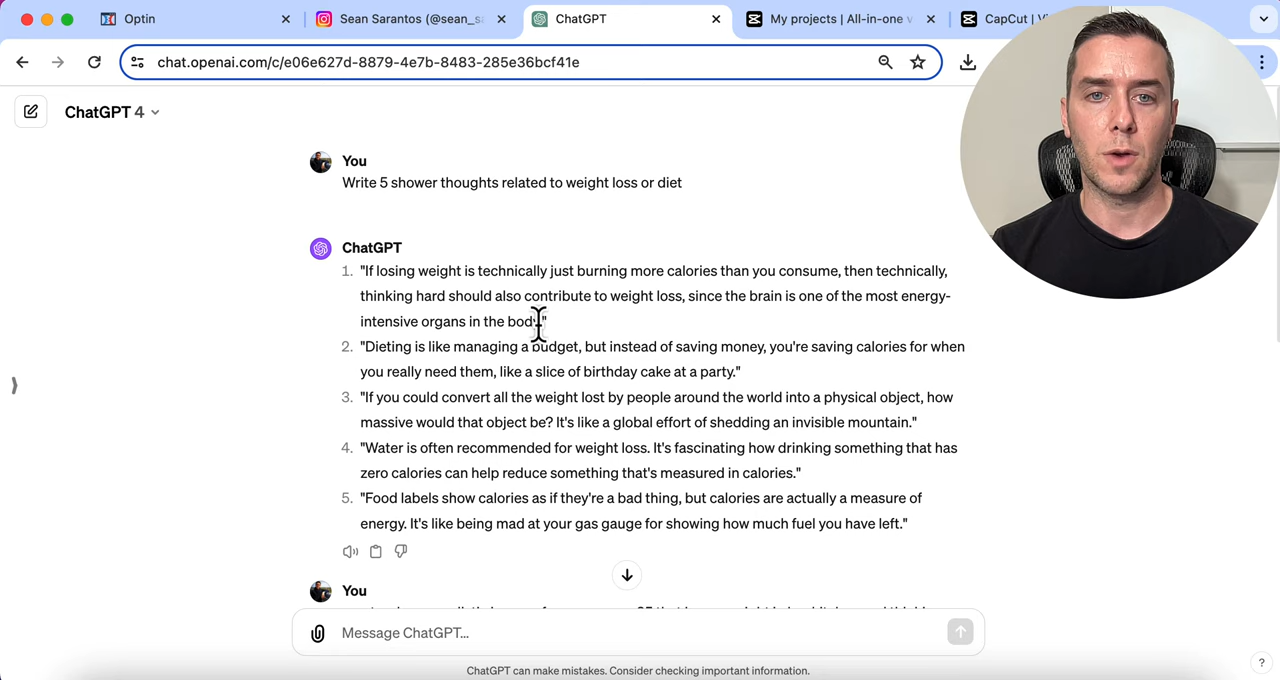 Optin
Sean Sarantos (@sean_sa
ChatGPT
My projects | All-in-one v
CapCut | Vi
chat.openai.com/c/e06e627d-8879-4e7b-8483-285e36bcf41e
ChatGPT 4
You
Write 5 shower thoughts related to weight loss or diet
ChatGPT
1. "If losing weight is technically just burning more calories than you consume, then technically,
thinking hard should also contribute to weight loss, since the brain is one of the most energy-
intensive organs in the body."
2. "Dieting is like managing a budget, but instead of saving money, you're saving calories for when
you really need them, like a slice of birthday cake at a party."
3. "If you could convert all the weight lost by people around the world into a physical object, how
massive would that object be? It's like a global effort of shedding an invisible mountain."
4. "Water is often recommended for weight loss. It's fascinating how drinking something that has
zero calories can help reduce something that's measured in calories."
5. "Food labels show calories as if they're a bad thing, but calories are actually a measure of
energy. It's like being mad at your gas gauge for showing how much fuel you have left."
You
Message ChatGPT...
ChatGPT can make mistakes. Consider checking important information.
?